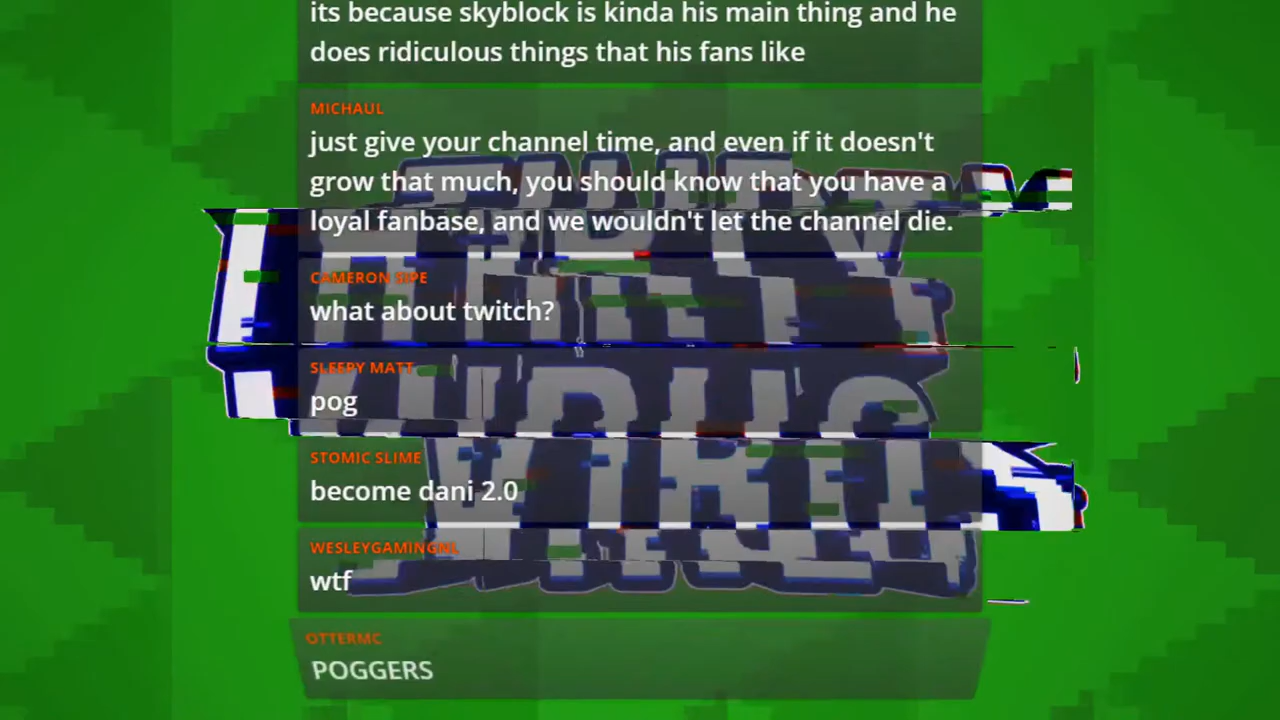 its because skyblock is kinda his main thing and he
does ridiculous things that his fans like
MICHAUL
just give your channel time, and even if it doesn't
grow that much, you should know that you have a
loyal fanbase, and we wouldn't let the channel die.
CAMERON SIPE
what about twitch?
SLEEPY MATT
pog
STOMIC SLIME
become dani 2.0
WESLEYGAMINGNL
wtf
OTTERMC
POGGERS